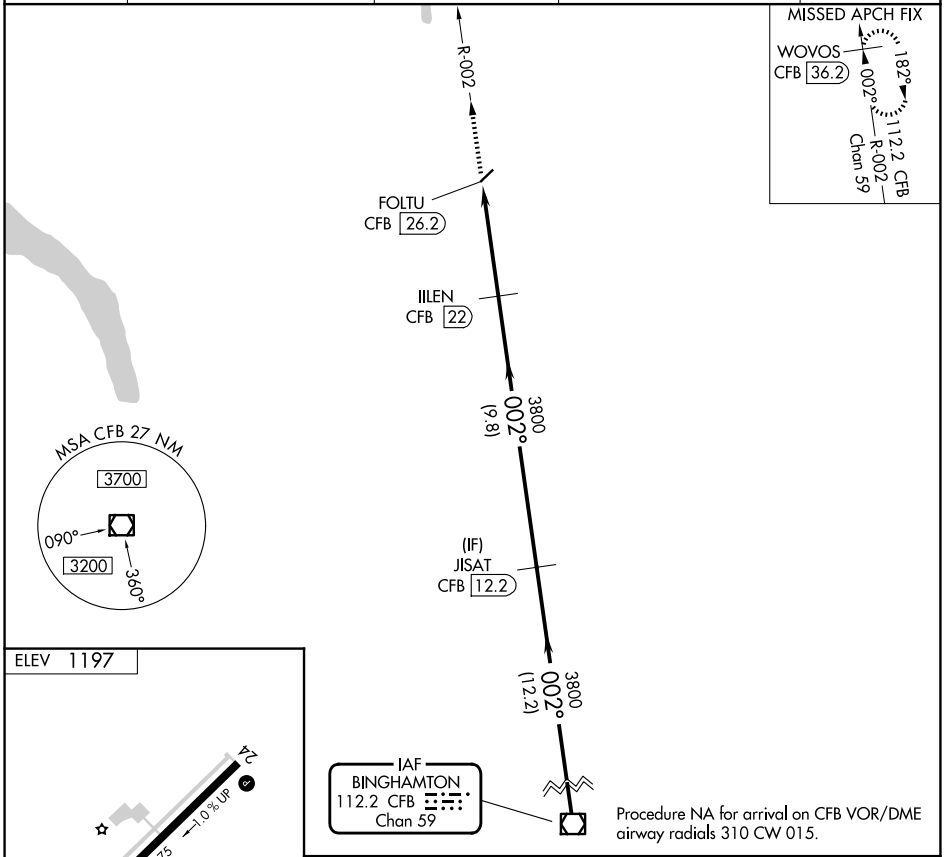 MISSED APCH FIX
WOVOS
CFB 36.2
002°
182°
112.2 CFB
R-002
Chan 59
R-002
FOLTU
CFB 26.2
IILEN
CFB 22
3800
002°
(9.8)
MSA CFB 27 NM
3700
090°
3200
360°
(IF)
JISAT
CFB 12.2
3800
002°
(12.2)
ELEV 1197
24
P
1.0% UP
75
IAF
BINGHAMTON
112.2 CFB
Chan 59
Procedure NA for arrival on CFB VOR/DME
airway radials 310 CW 015.